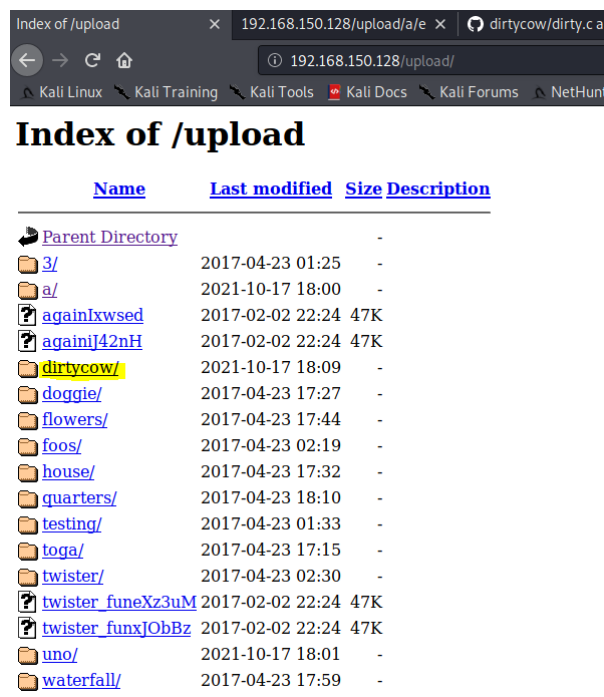 Index of /upload × 192.168.150.128/upload/a/e × dirtycow/dirty.c a
192.168.150.128/upload/
Kali Linux Kali Training Kali Tools Kali Docs Kali Forums NetHunt
Index of /upload
Name Last modified Size Description
Parent Directory -
3/ 2017-04-23 01:25 -
a/ 2021-10-17 18:00 -
againIxwsed 2017-02-02 22:24 47K
againiJ42nH 2017-02-02 22:24 47K
dirtycow/ 2021-10-17 18:09 -
doggie/ 2017-04-23 17:27 -
flowers/ 2017-04-23 17:44 -
foos/ 2017-04-23 02:19 -
house/ 2017-04-23 17:32 -
quarters/ 2017-04-23 18:10 -
testing/ 2017-04-23 01:33 -
toga/ 2017-04-23 17:15 -
twister/ 2017-04-23 02:30 -
twister_funeXz3uM 2017-02-02 22:24 47K
twister_funxJObBz 2017-02-02 22:24 47K
uno/ 2021-10-17 18:01 -
waterfall/ 2017-04-23 17:59 -